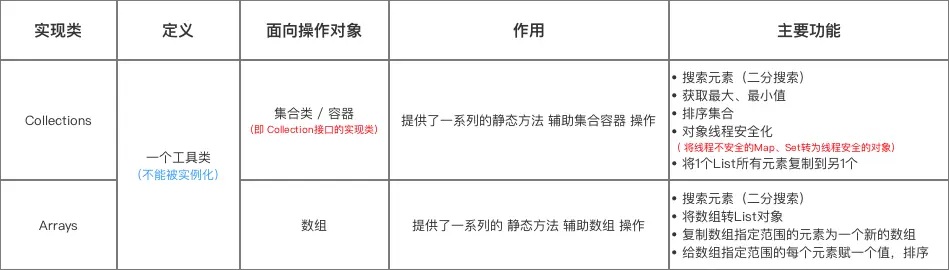 实现类 定义 面向操作对象 作用 主要功能
Collections
一个工具类
（不能被实例化）
集合类 / 容器
（即 Collection接口的实现类）
提供了一系列的静态方法 辅助集合容器 操作
• 搜索元素（二分搜索）
• 获取最大、最小值
• 排序集合
• 对象线程安全化
（ 将线程不安全的Map、Set转为线程安全的对象）
• 将1个List所有元素复制到另1个
Arrays
数组
提供了一系列的 静态方法 辅助数组 操作
• 搜索元素（二分搜索）
• 将数组转List对象
• 复制数组指定范围的元素为一个新的数组
• 给数组指定范围的每个元素赋一个值，排序